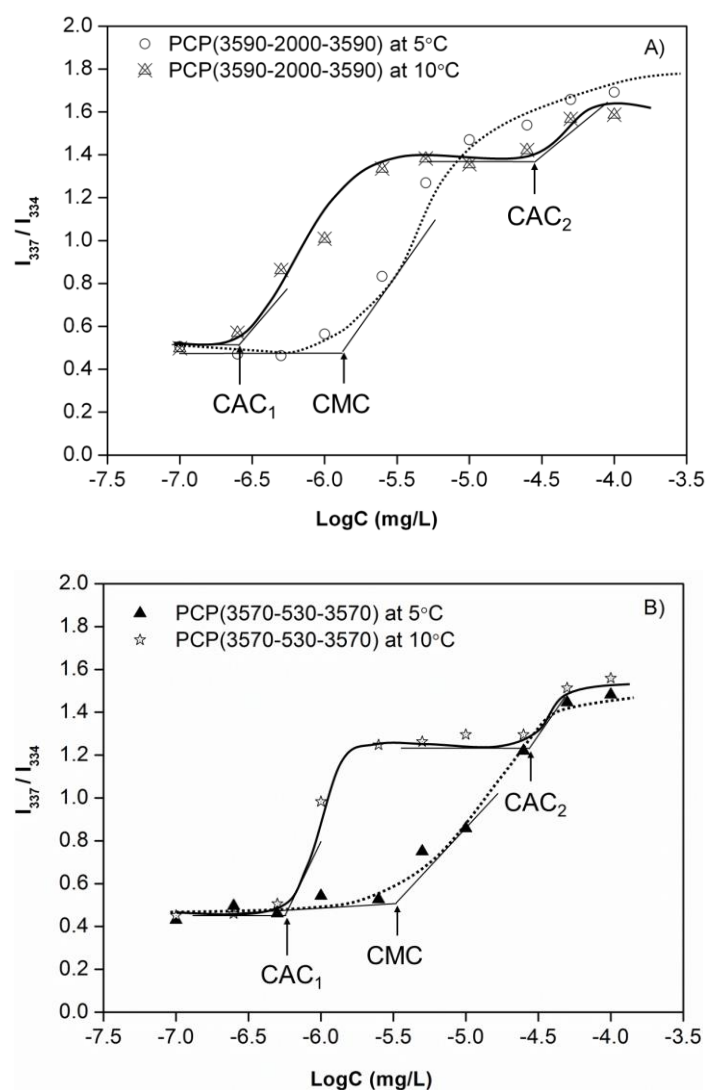 A)
PCP(3590-2000-3590) at 5°C
PCP(3590-2000-3590) at 10°C
2.0
1.8
1.6
1.4
1.2
1.0
0.8
0.6
0.4
0.2
0.0
I337 / I334
CAC2
CAC1
CMC
-7.5 -7.0 -6.5 -6.0 -5.5 -5.0 -4.5 -4.0 -3.5
LogC (mg/L)
B)
PCP(3570-530-3570) at 5°C
PCP(3570-530-3570) at 10°C
2.0
1.8
1.6
1.4
1.2
1.0
0.8
0.6
0.4
0.2
0.0
I337 / I334
CAC2
CAC1
CMC
-7.5 -7.0 -6.5 -6.0 -5.5 -5.0 -4.5 -4.0 -3.5
LogC (mg/L)